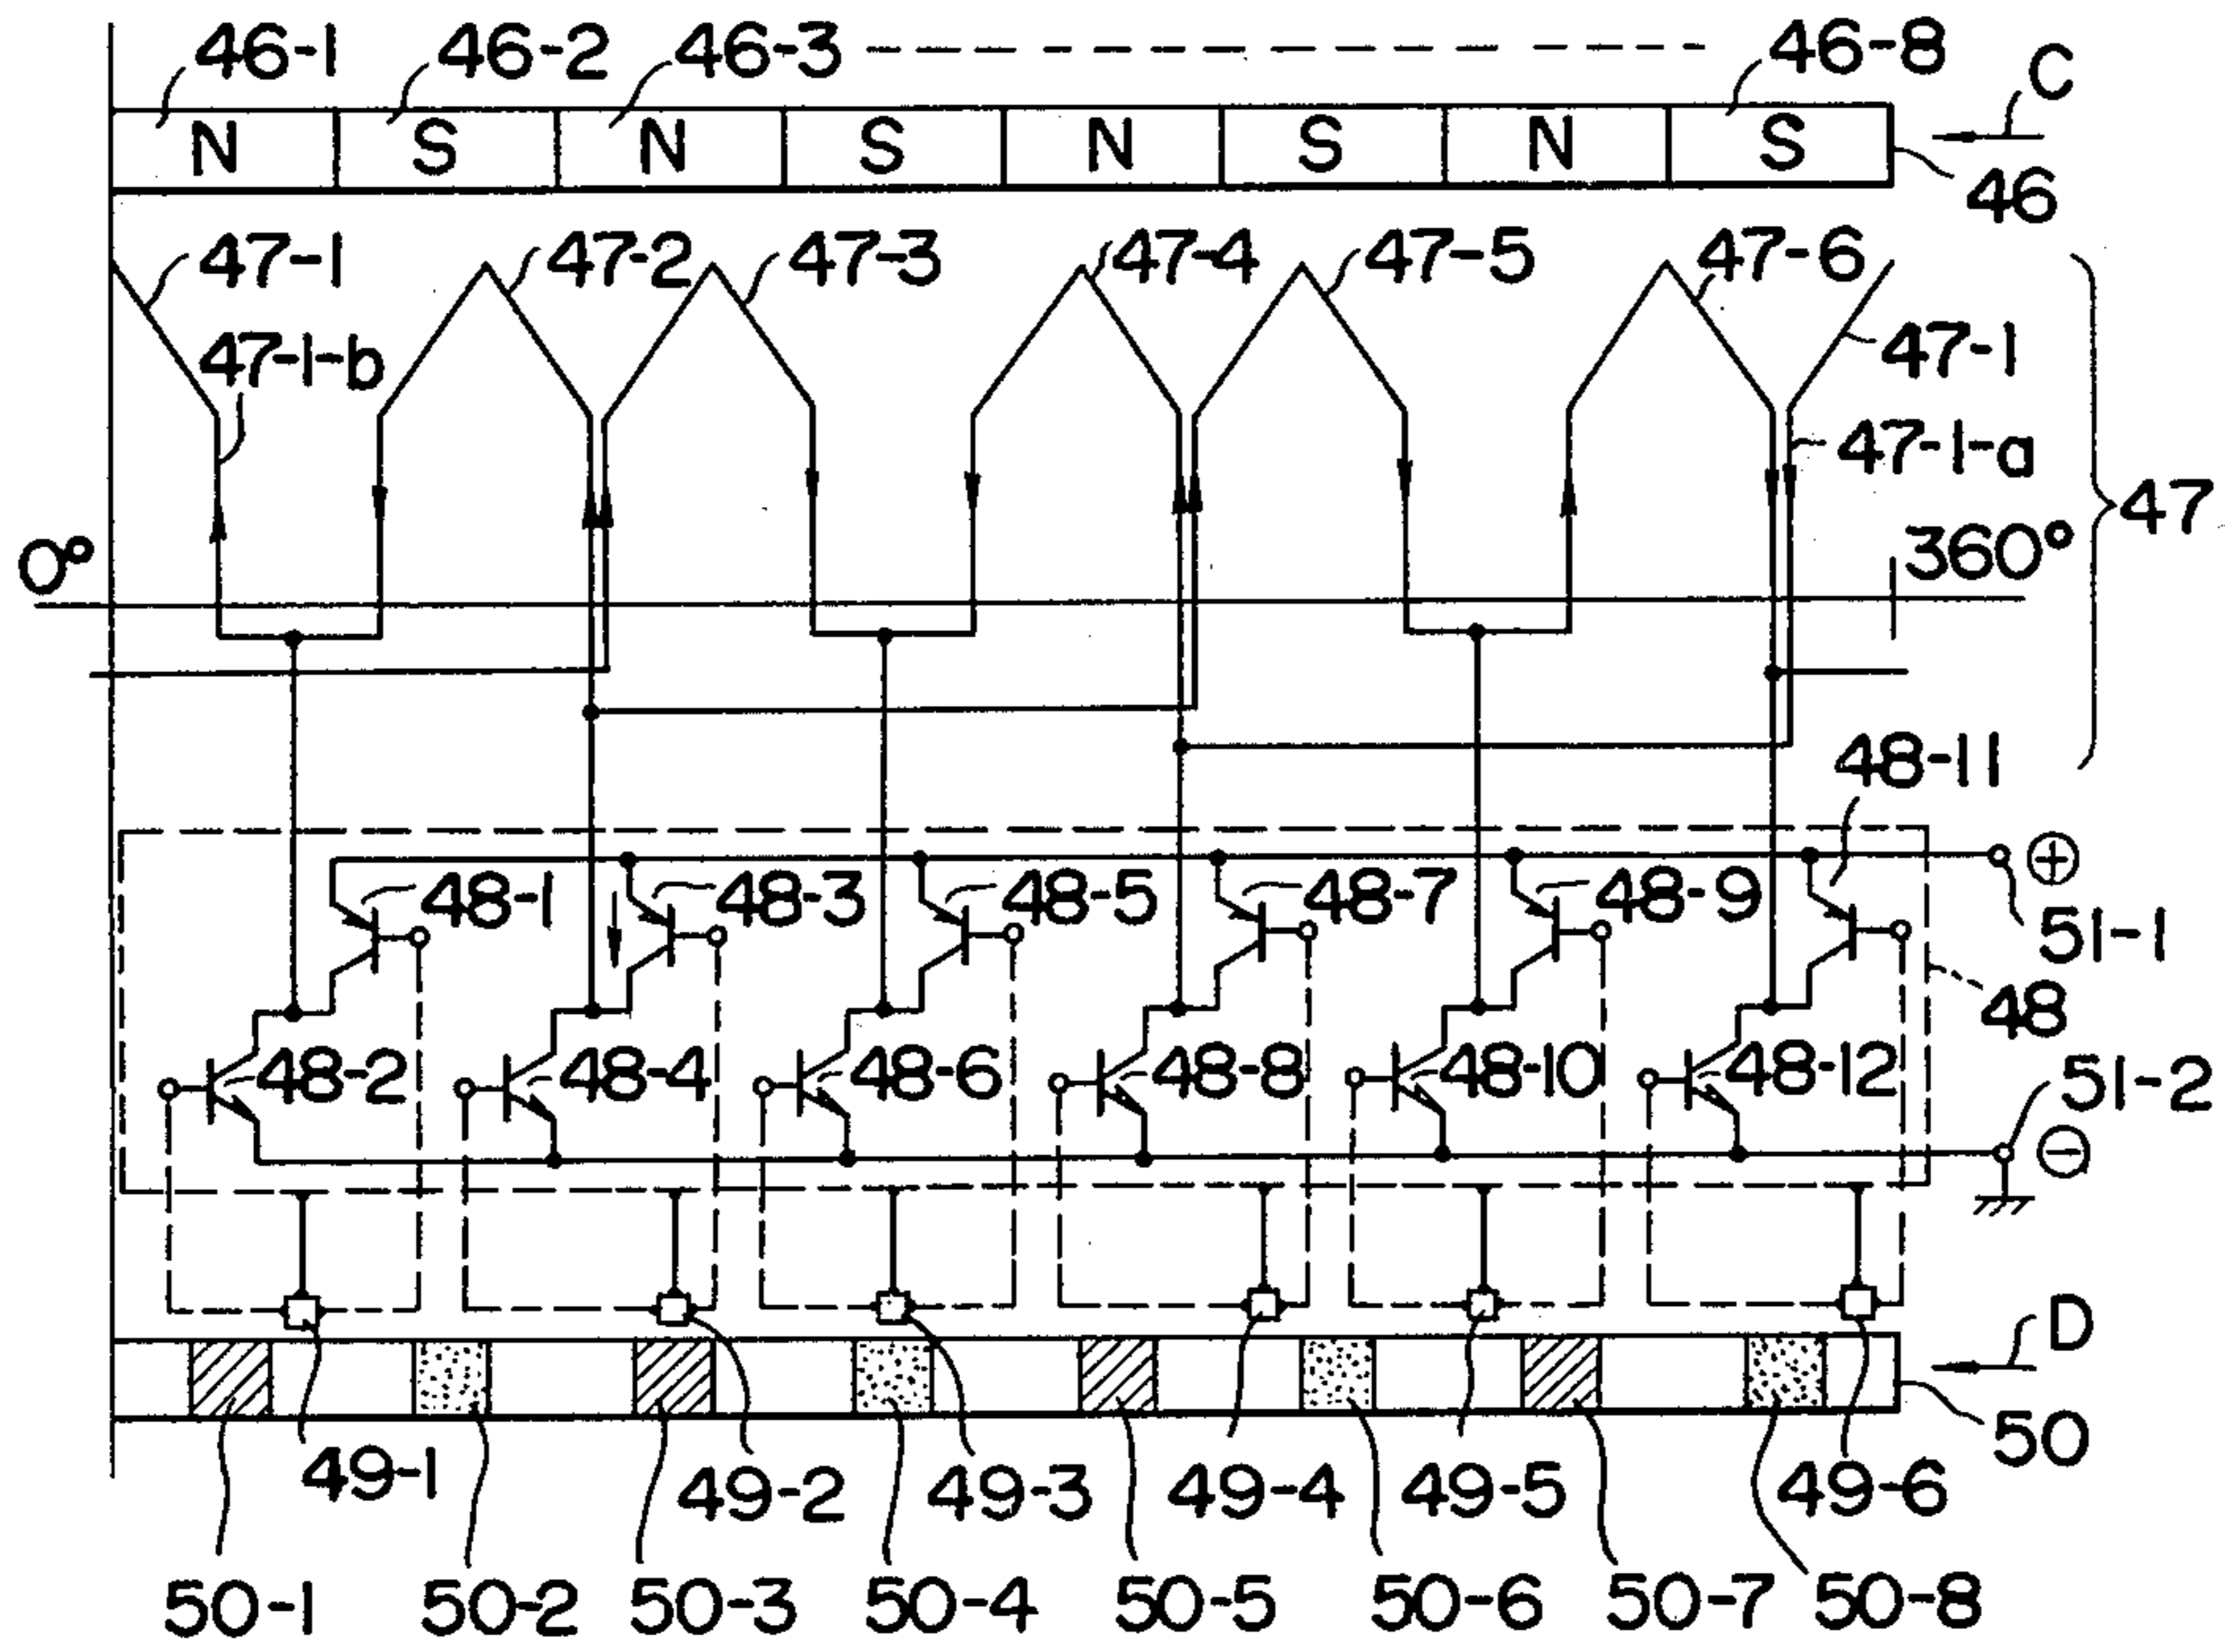 46-1 46-2 46-3 46-8 C
N S N S N S N S
46
47-1 47-2 47-3 47-4 47-5 47-6
47-1-b 47-1
47-1-a
47
0° 360°
48-11
48-1 48-3 48-5 48-7 48-9 + 51-1
48
48-2 48-4 48-6 48-8 48-10 48-12 51-2
−
D
50
49-1 49-2 49-3 49-4 49-5 49-6
50-1 50-2 50-3 50-4 50-5 50-6 50-7 50-8